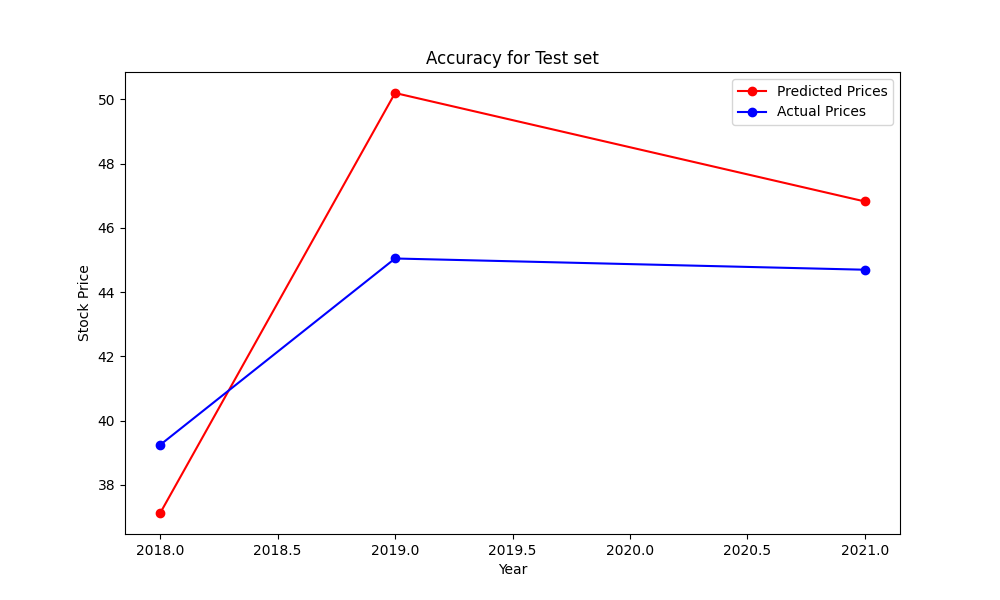 Accuracy for Test set
Predicted Prices
Actual Prices
Stock Price
50
48
46
44
42
40
38
2018.0 2018.5 2019.0 2019.5 2020.0 2020.5 2021.0
Year